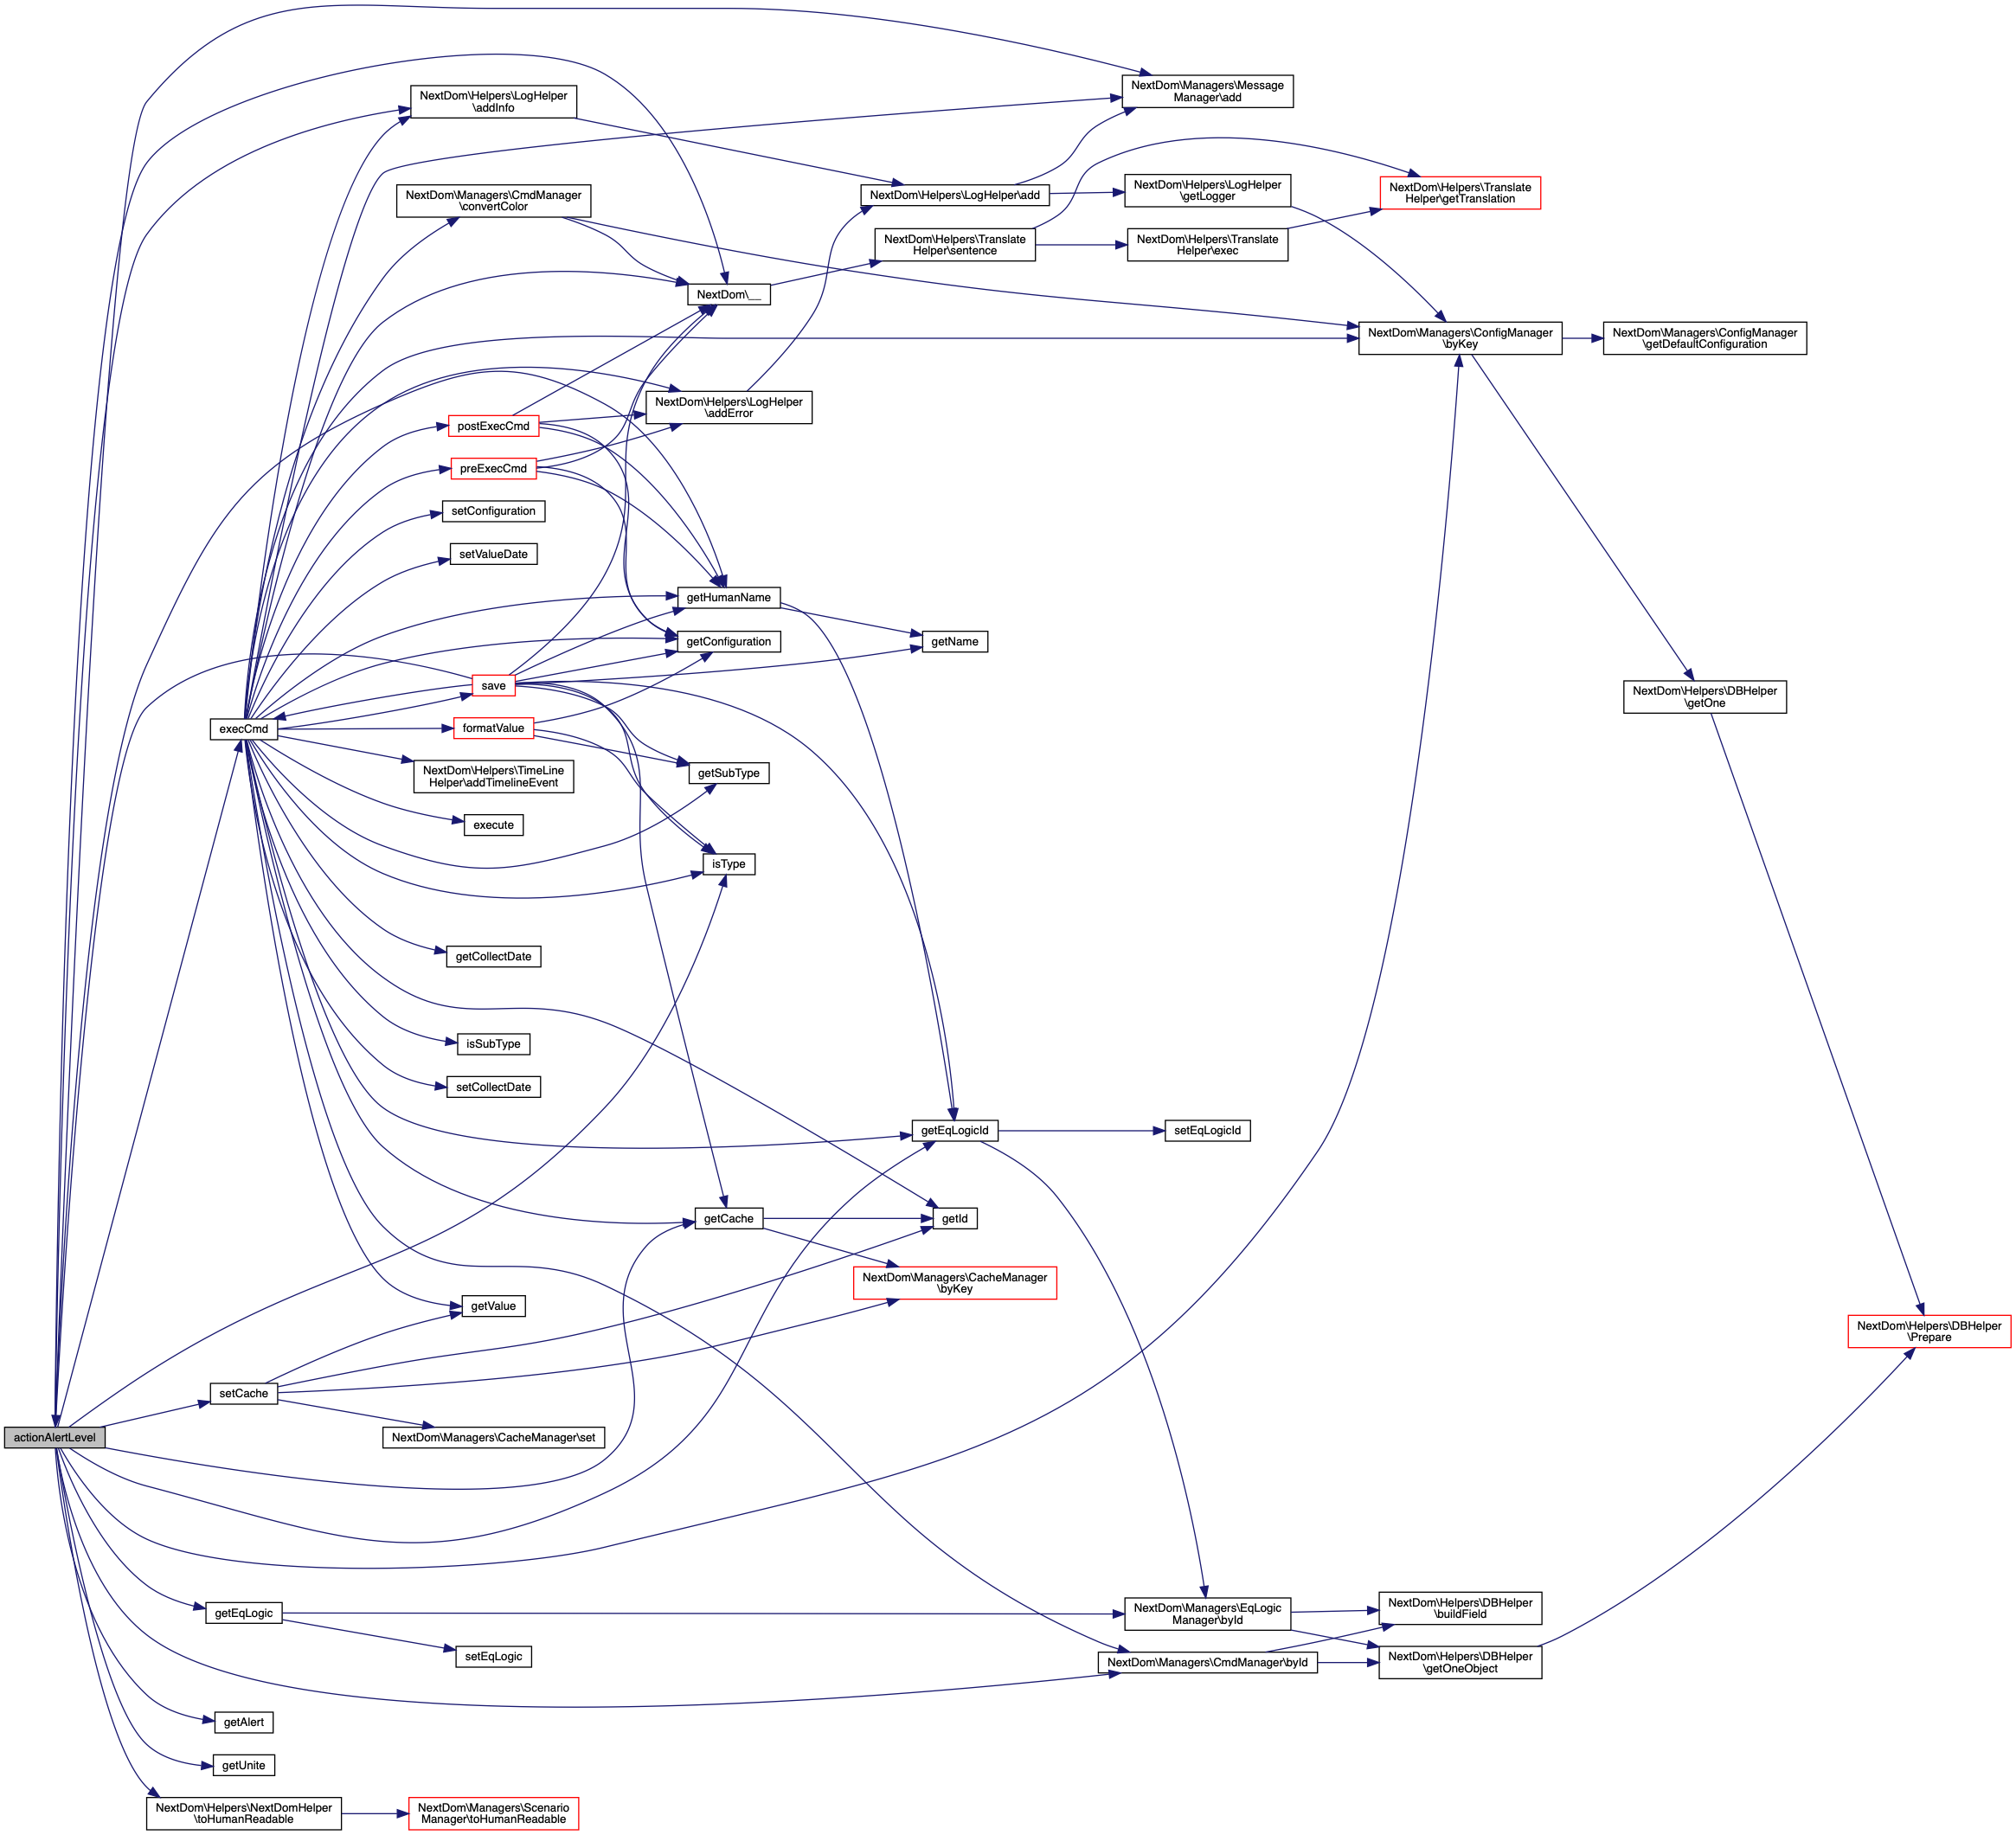 NextDom\Managers\Message
Manager\add
NextDom\Helpers\LogHelper
\addInfo
NextDom\Managers\CmdManager
\convertColor
NextDom\Helpers\LogHelper\add
NextDom\Helpers\LogHelper
\getLogger
NextDom\Helpers\Translate
Helper\getTranslation
NextDom\Helpers\Translate
Helper\sentence
NextDom\Helpers\Translate
Helper\exec
NextDom\__
NextDom\Managers\ConfigManager
\byKey
NextDom\Managers\ConfigManager
\getDefaultConfiguration
NextDom\Helpers\LogHelper
\addError
postExecCmd
preExecCmd
setConfiguration
setValueDate
getHumanName
getConfiguration
getName
save
NextDom\Helpers\DBHelper
\getOne
execCmd
formatValue
NextDom\Helpers\TimeLine
Helper\addTimelineEvent
getSubType
execute
isType
getCollectDate
isSubType
setCollectDate
getEqLogicId
setEqLogicId
getCache
getId
NextDom\Managers\CacheManager
\byKey
getValue
NextDom\Helpers\DBHelper
\Prepare
setCache
actionAlertLevel
NextDom\Managers\CacheManager\set
getEqLogic
NextDom\Managers\EqLogic
Manager\byId
NextDom\Helpers\DBHelper
\buildField
setEqLogic
NextDom\Managers\CmdManager\byId
NextDom\Helpers\DBHelper
\getOneObject
getAlert
getUnite
NextDom\Helpers\NextDomHelper
\toHumanReadable
NextDom\Managers\Scenario
Manager\toHumanReadable